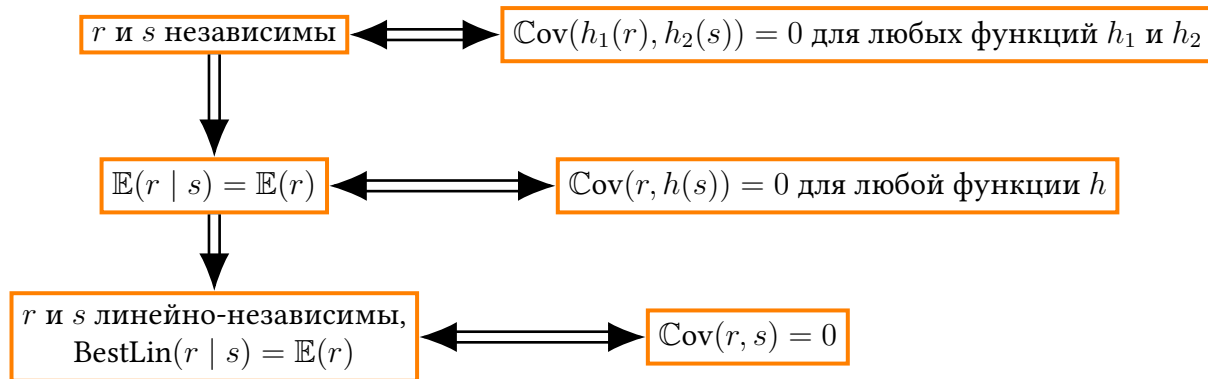 r и s независимы
ℂov(h₁(r), h₂(s)) = 0 для любых функций h₁ и h₂
𝔼(r | s) = 𝔼(r)
ℂov(r, h(s)) = 0 для любой функции h
r и s линейно-независимы,
BestLin(r | s) = 𝔼(r)
ℂov(r, s) = 0